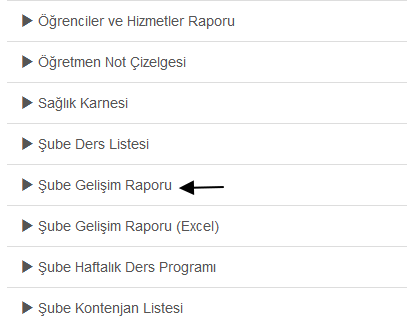 Öğrenciler ve Hizmetler Raporu
Öğretmen Not Çizelgesi
Sağlık Karnesi
Şube Ders Listesi
Şube Gelişim Raporu
Şube Gelişim Raporu (Excel)
Şube Haftalık Ders Programı
Şube Kontenjan Listesi